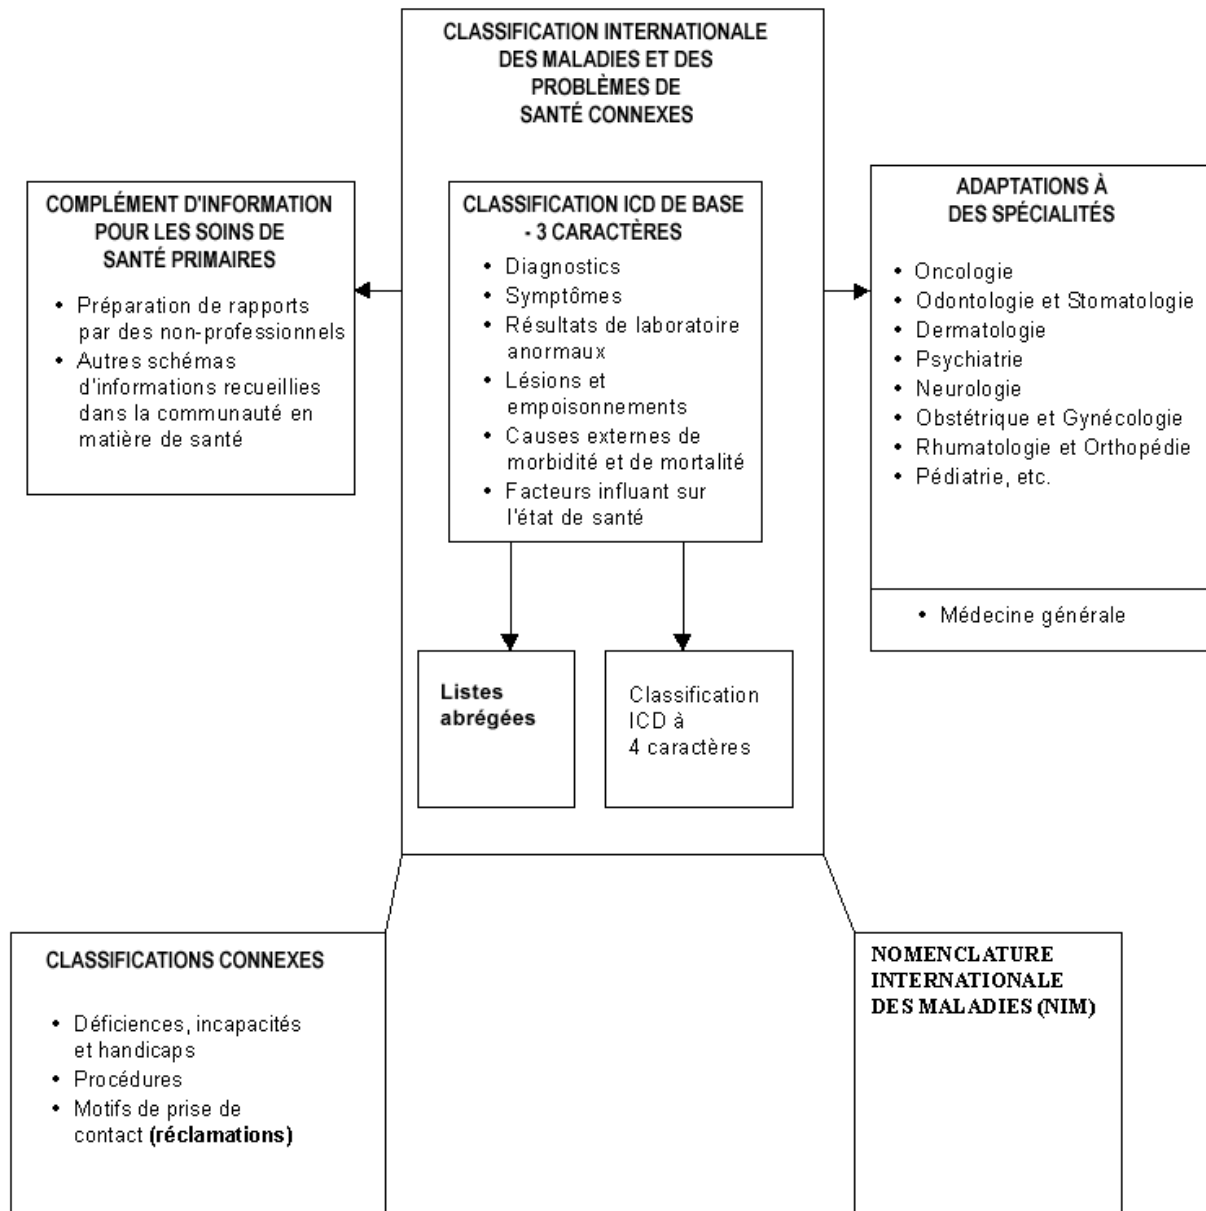 CLASSIFICATION INTERNATIONALE
DES MALADIES ET DES
PROBLÈMES DE
SANTÉ CONNEXES
COMPLÉMENT D'INFORMATION
POUR LES SOINS DE
SANTÉ PRIMAIRES
• Préparation de rapports
par des non-professionnels
• Autres schémas
d'informations recueillies
dans la communauté en
matière de santé
CLASSIFICATION ICD DE BASE
- 3 CARACTÈRES
• Diagnostics
• Symptômes
• Résultats de laboratoire
anormaux
• Lésions et
empoisonnements
• Causes externes de
morbidité et de mortalité
• Facteurs influant sur
l'état de santé
ADAPTATIONS À
DES SPÉCIALITÉS
• Oncologie
• Odontologie et Stomatologie
• Dermatologie
• Psychiatrie
• Neurologie
• Obstétrique et Gynécologie
• Rhumatologie et Orthopédie
• Pédiatrie, etc.
• Médecine générale
Listes
abrégées
Classification
ICD à
4 caractères
CLASSIFICATIONS CONNEXES
• Déficiences, incapacités
et handicaps
• Procédures
• Motifs de prise de
contact (réclamations)
NOMENCLATURE
INTERNATIONALE
DES MALADIES (NIM)